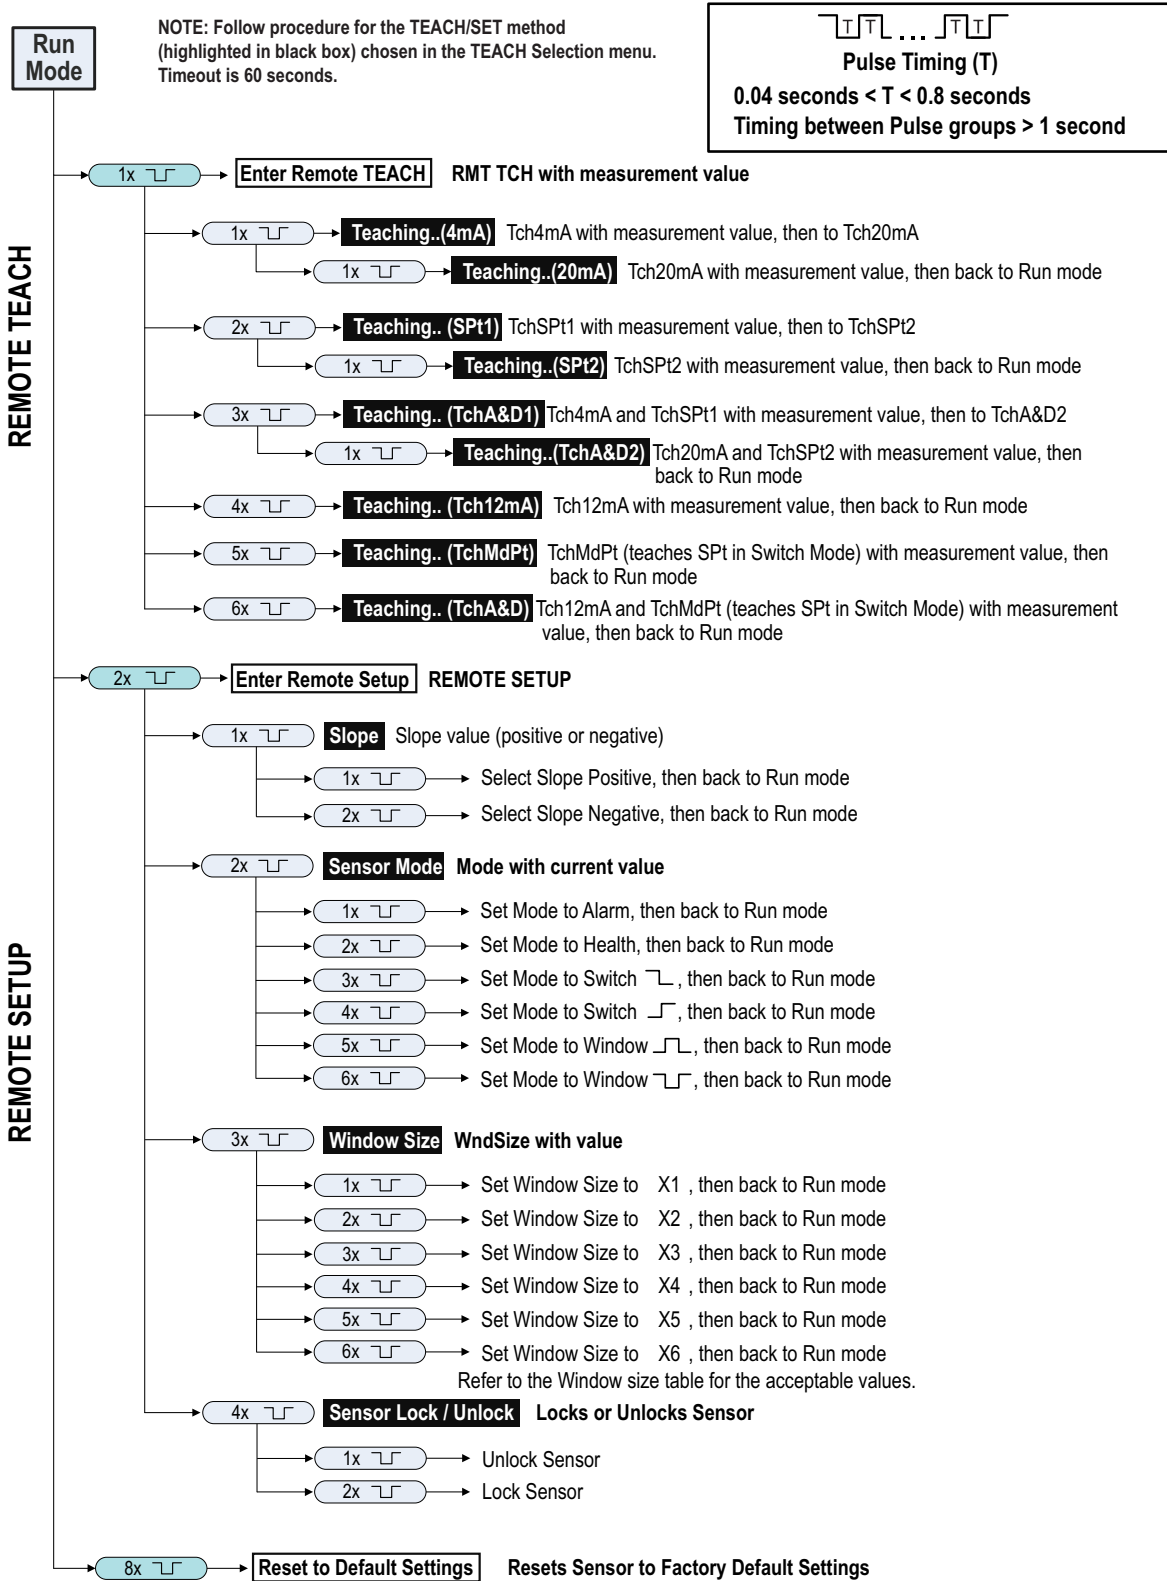 Run
Mode
NOTE: Follow procedure for the TEACH/SET method
(highlighted in black box) chosen in the TEACH Selection menu.
Timeout is 60 seconds.
T T ... T T
Pulse Timing (T)
0.04 seconds < T < 0.8 seconds
Timing between Pulse groups > 1 second
REMOTE TEACH
1x Enter Remote TEACH RMT TCH with measurement value
1x Teaching..(4mA) Tch4mA with measurement value, then to Tch20mA
1x Teaching..(20mA) Tch20mA with measurement value, then back to Run mode
2x Teaching.. (SPt1) TchSPt1 with measurement value, then to TchSPt2
1x Teaching..(SPt2) TchSPt2 with measurement value, then back to Run mode
3x Teaching.. (TchA&D1) Tch4mA and TchSPt1 with measurement value, then to TchA&D2
1x Teaching..(TchA&D2) Tch20mA and TchSPt2 with measurement value, then
back to Run mode
4x Teaching.. (Tch12mA) Tch12mA with measurement value, then back to Run mode
5x Teaching.. (TchMdPt) TchMdPt (teaches SPt in Switch Mode) with measurement value, then
back to Run mode
6x Teaching.. (TchA&D) Tch12mA and TchMdPt (teaches SPt in Switch Mode) with measurement
value, then back to Run mode
REMOTE SETUP
2x Enter Remote Setup REMOTE SETUP
1x Slope Slope value (positive or negative)
1x Select Slope Positive, then back to Run mode
2x Select Slope Negative, then back to Run mode
2x Sensor Mode Mode with current value
1x Set Mode to Alarm, then back to Run mode
2x Set Mode to Health, then back to Run mode
3x Set Mode to Switch , then back to Run mode
4x Set Mode to Switch , then back to Run mode
5x Set Mode to Window , then back to Run mode
6x Set Mode to Window , then back to Run mode
3x Window Size WndSize with value
1x Set Window Size to X1 , then back to Run mode
2x Set Window Size to X2 , then back to Run mode
3x Set Window Size to X3 , then back to Run mode
4x Set Window Size to X4 , then back to Run mode
5x Set Window Size to X5 , then back to Run mode
6x Set Window Size to X6 , then back to Run mode
Refer to the Window size table for the acceptable values.
4x Sensor Lock / Unlock Locks or Unlocks Sensor
1x Unlock Sensor
2x Lock Sensor
8x Reset to Default Settings Resets Sensor to Factory Default Settings